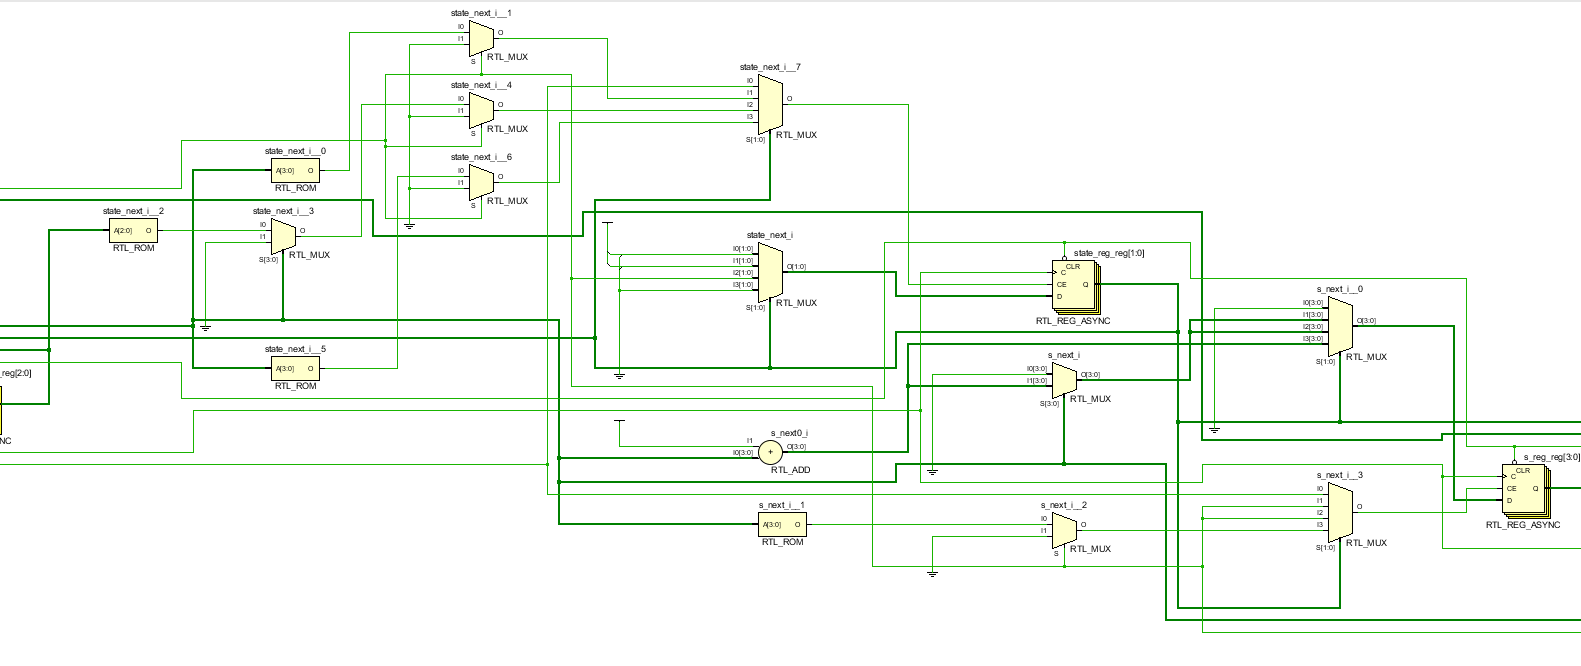 state_next_i__1
I0
I1
O
S
RTL_MUX
state_next_i__4
I0
I1
O
S
RTL_MUX
state_next_i__7
I0
I1
I2
I3
O
S[1:0]
RTL_MUX
state_next_i__0
A[3:0]
O
RTL_ROM
state_next_i__6
I0
I1
O
S
RTL_MUX
state_next_i__2
A[2:0]
O
RTL_ROM
state_next_i__3
I0
I1
O
S[3:0]
RTL_MUX
state_next_i
I0[1:0]
I1[1:0]
I2[1:0]
I3[1:0]
O[1:0]
S[1:0]
RTL_MUX
state_reg_reg[1:0]
CLR
C
CE
Q
D
RTL_REG_ASYNC
s_next_i__0
I0[3:0]
I1[3:0]
I2[3:0]
I3[3:0]
O[3:0]
S[1:0]
RTL_MUX
state_next_i__5
A[3:0]
O
RTL_ROM
_reg[2:0]
NC
s_next_i
I0[3:0]
I1[3:0]
O[3:0]
S[3:0]
RTL_MUX
s_next0_i
I1
I0[3:0]
+
O[3:0]
RTL_ADD
s_next_i__1
A[3:0]
O
RTL_ROM
s_next_i__2
I0
I1
O
S
RTL_MUX
s_next_i__3
I0
I1
I2
I3
O
S[1:0]
RTL_MUX
s_reg_reg[3:0]
CLR
C
CE
Q
D
RTL_REG_ASYNC